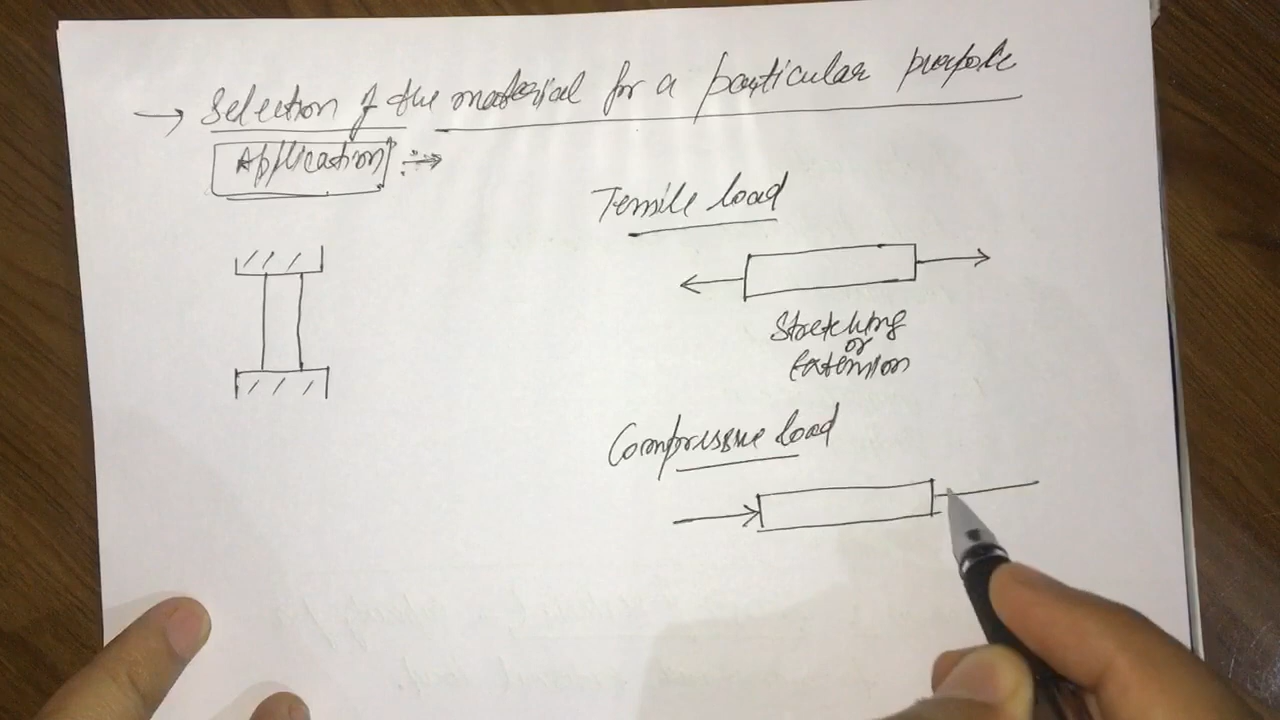 → Selection of the material for a particular purpose
Application :→
Tensile load
Stretching
or
Extension
Compressive load